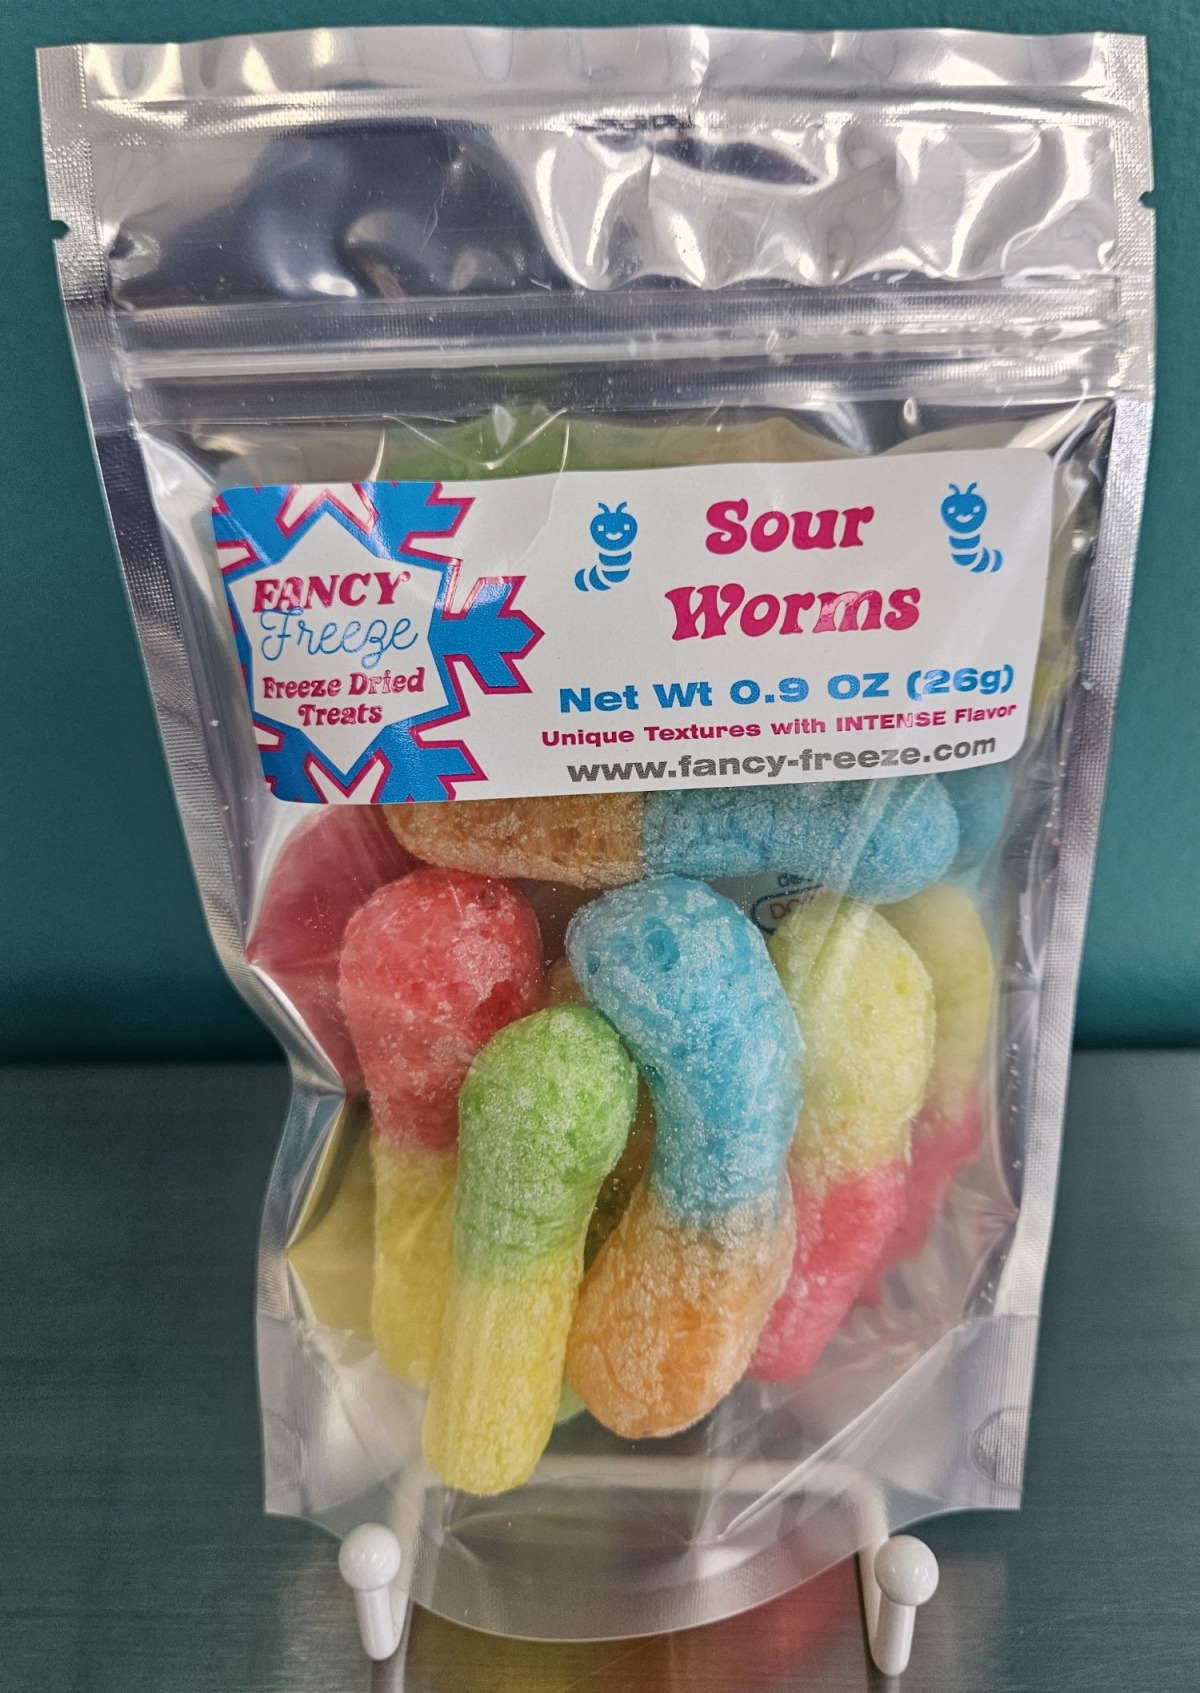 FANCY
Freeze
Freeze Dried
Treats
Sour
Worms
Net Wt 0.9 OZ (26g)
Unique Textures with INTENSE Flavor
www.fancy-freeze.com